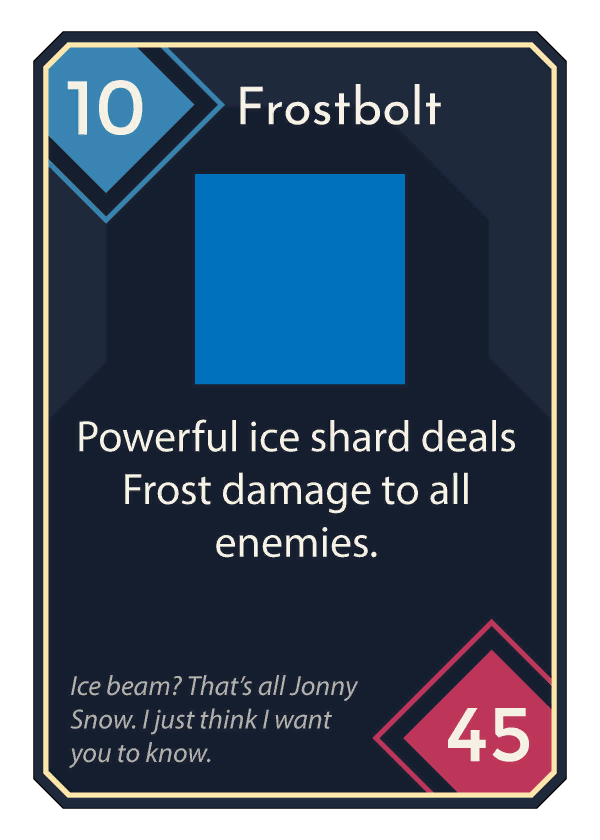 10
Frostbolt
Powerful ice shard deals
Frost damage to all
enemies.
Ice beam? That’s all Jonny
Snow. I just think I want
you to know.
45